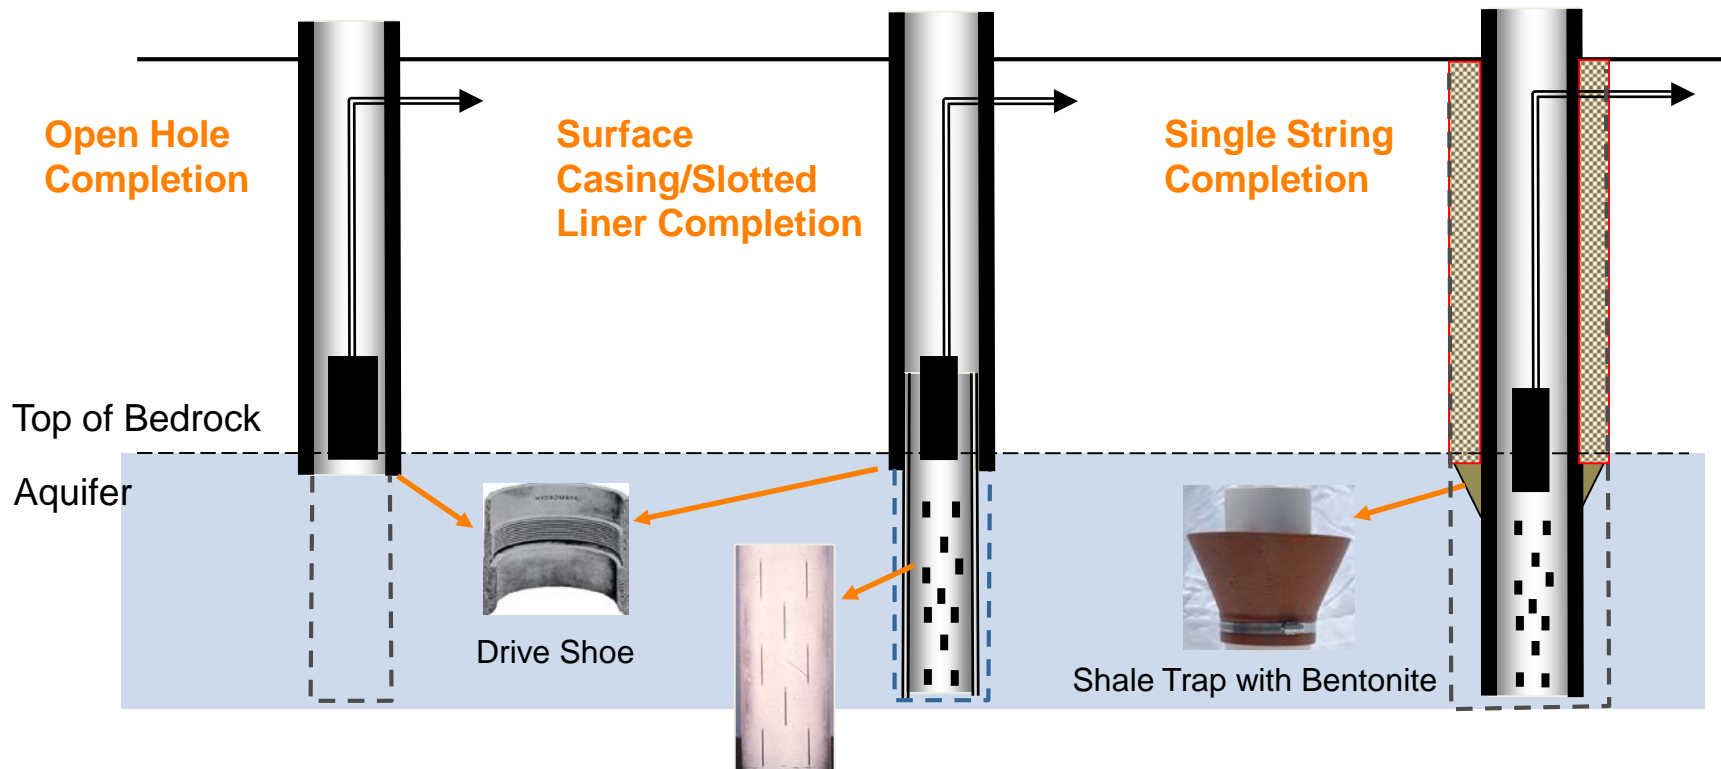 Open Hole
Completion
Surface
Casing/Slotted
Liner Completion
Single String
Completion
Top of Bedrock
Aquifer
Drive Shoe
Shale Trap with Bentonite